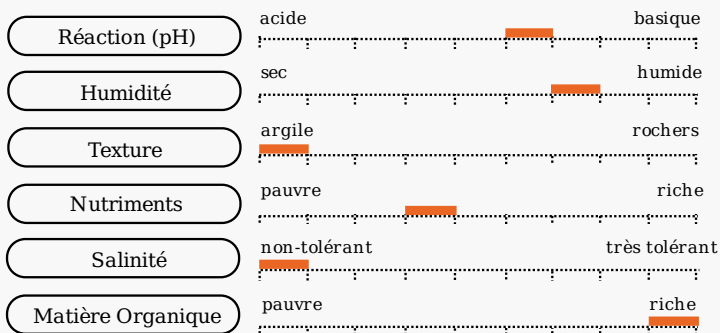 acide basique
Réaction (pH)
sec humide
Humidité
argile rochers
Texture
pauvre riche
Nutriments
non-tolérant très tolérant
Salinité
pauvre riche
Matière Organique